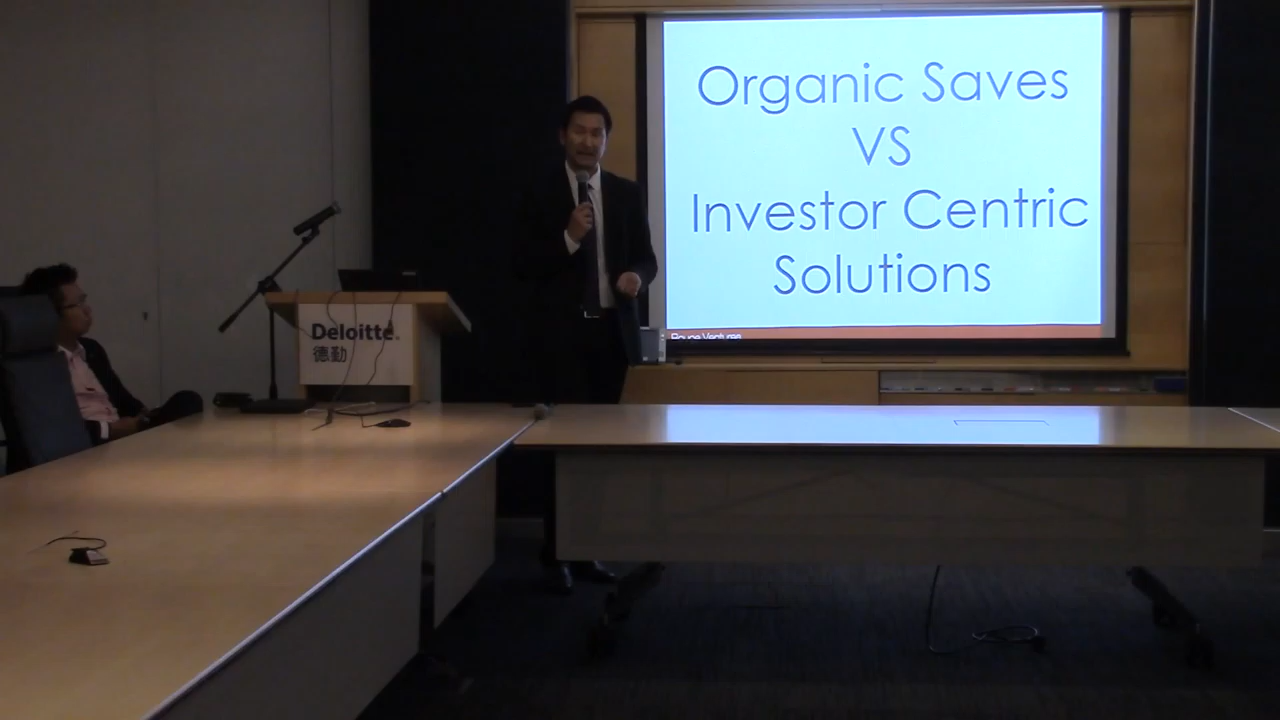 Organic Saves
VS
Investor Centric
Solutions
Deloitte.
德勤